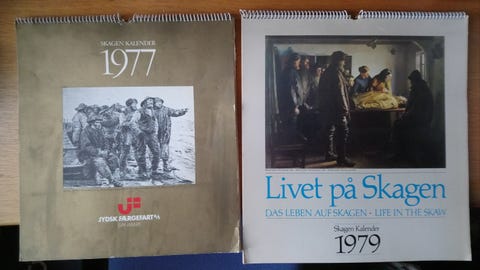 SKAGEN KALENDER
1977
JYDSK FÆRGEFART A/S
Livet på Skagen
DAS LEBEN AUF SKAGEN - LIFE IN THE SKAW
Skagen Kalender
1979